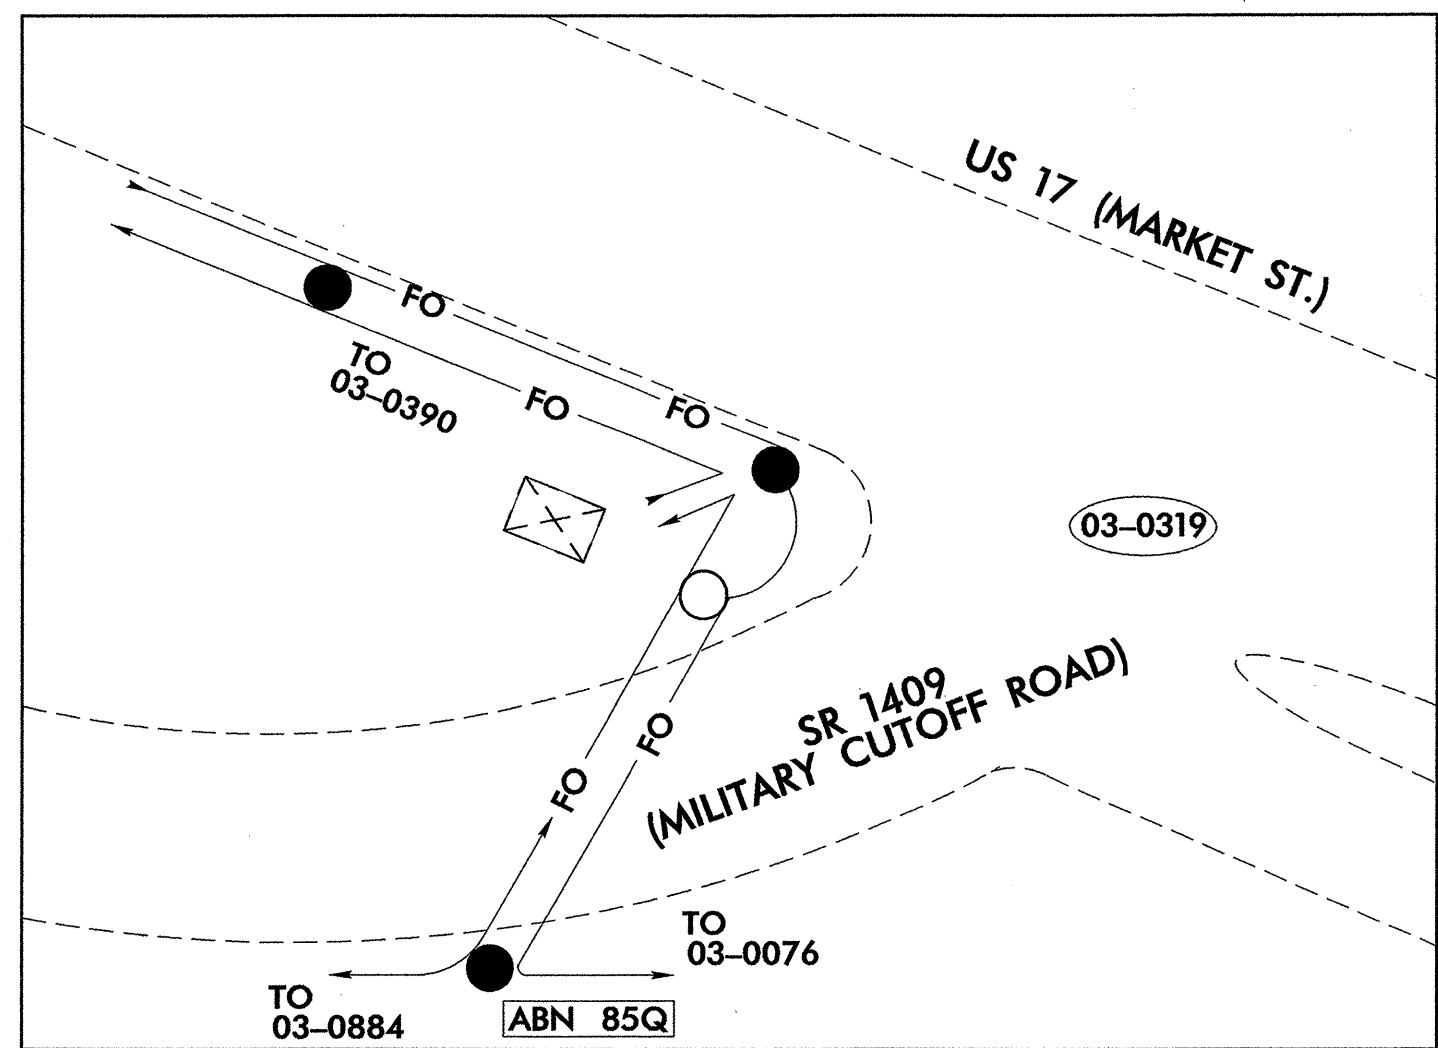 US 17 (MARKET ST.)
FO
TO
03-0390
FO
FO
03-0319
SR 1409
(MILITARY CUTOFF ROAD)
FO
FO
TO
03-0076
TO
03-0884
ABN 85Q